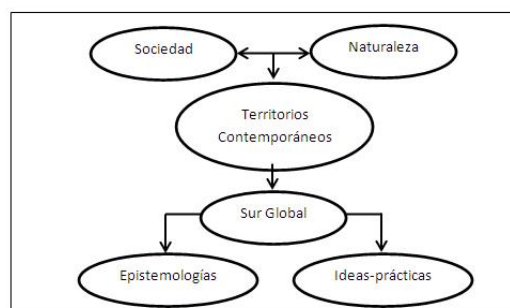 Sociedad
Naturaleza
Territorios
Contemporáneos
Sur Global
Epistemologías
Ideas-prácticas